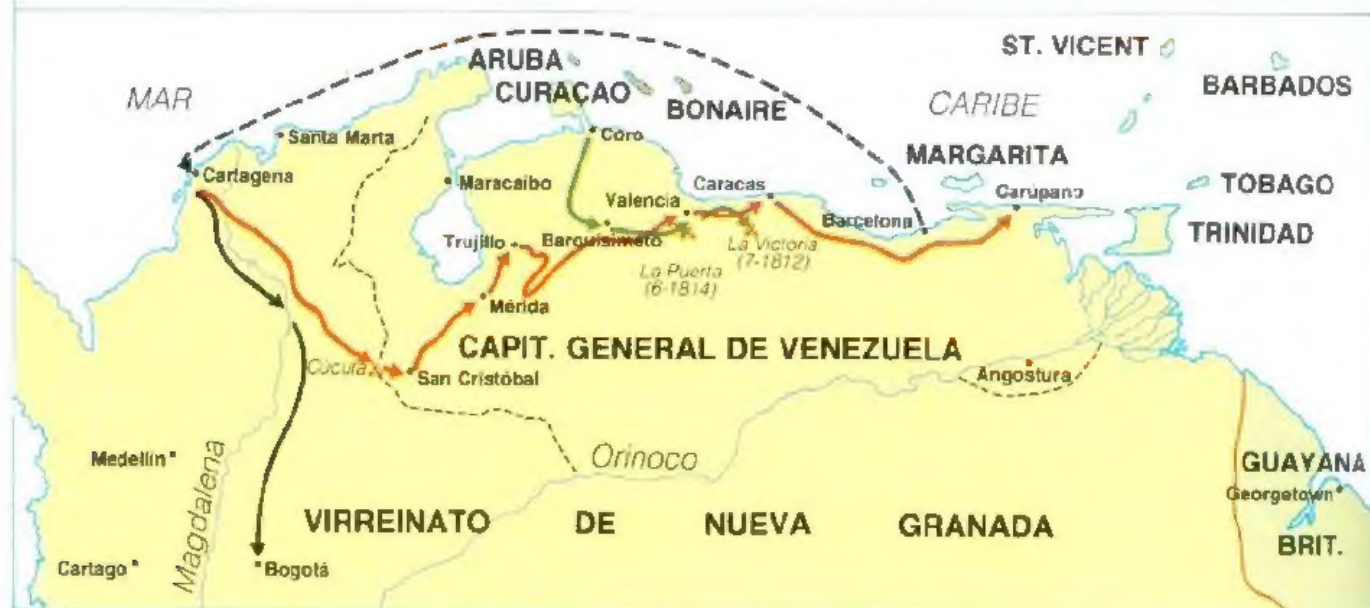 ST. VICENT
ARUBA
BARBADOS
CURAÇAO
MAR
CARIBE
BONAIRE
Santa Marta
Coro
MARGARITA
Cartagena
Maracaibo
Caracas
Carúpano
TOBAGO
Valencia
Barcelona
TRINIDAD
Trujillo
Barquisimeto
La Victoria
(7-1812)
La Puerta
(6-1814)
Mérida
CAPIT. GENERAL DE VENEZUELA
Cúcuta
San Cristóbal
Angostura
Medellín
Magdalena
Orinoco
GUAYANA
Georgetown
VIRREINATO DE NUEVA GRANADA
BRIT.
Cartago
Bogotá